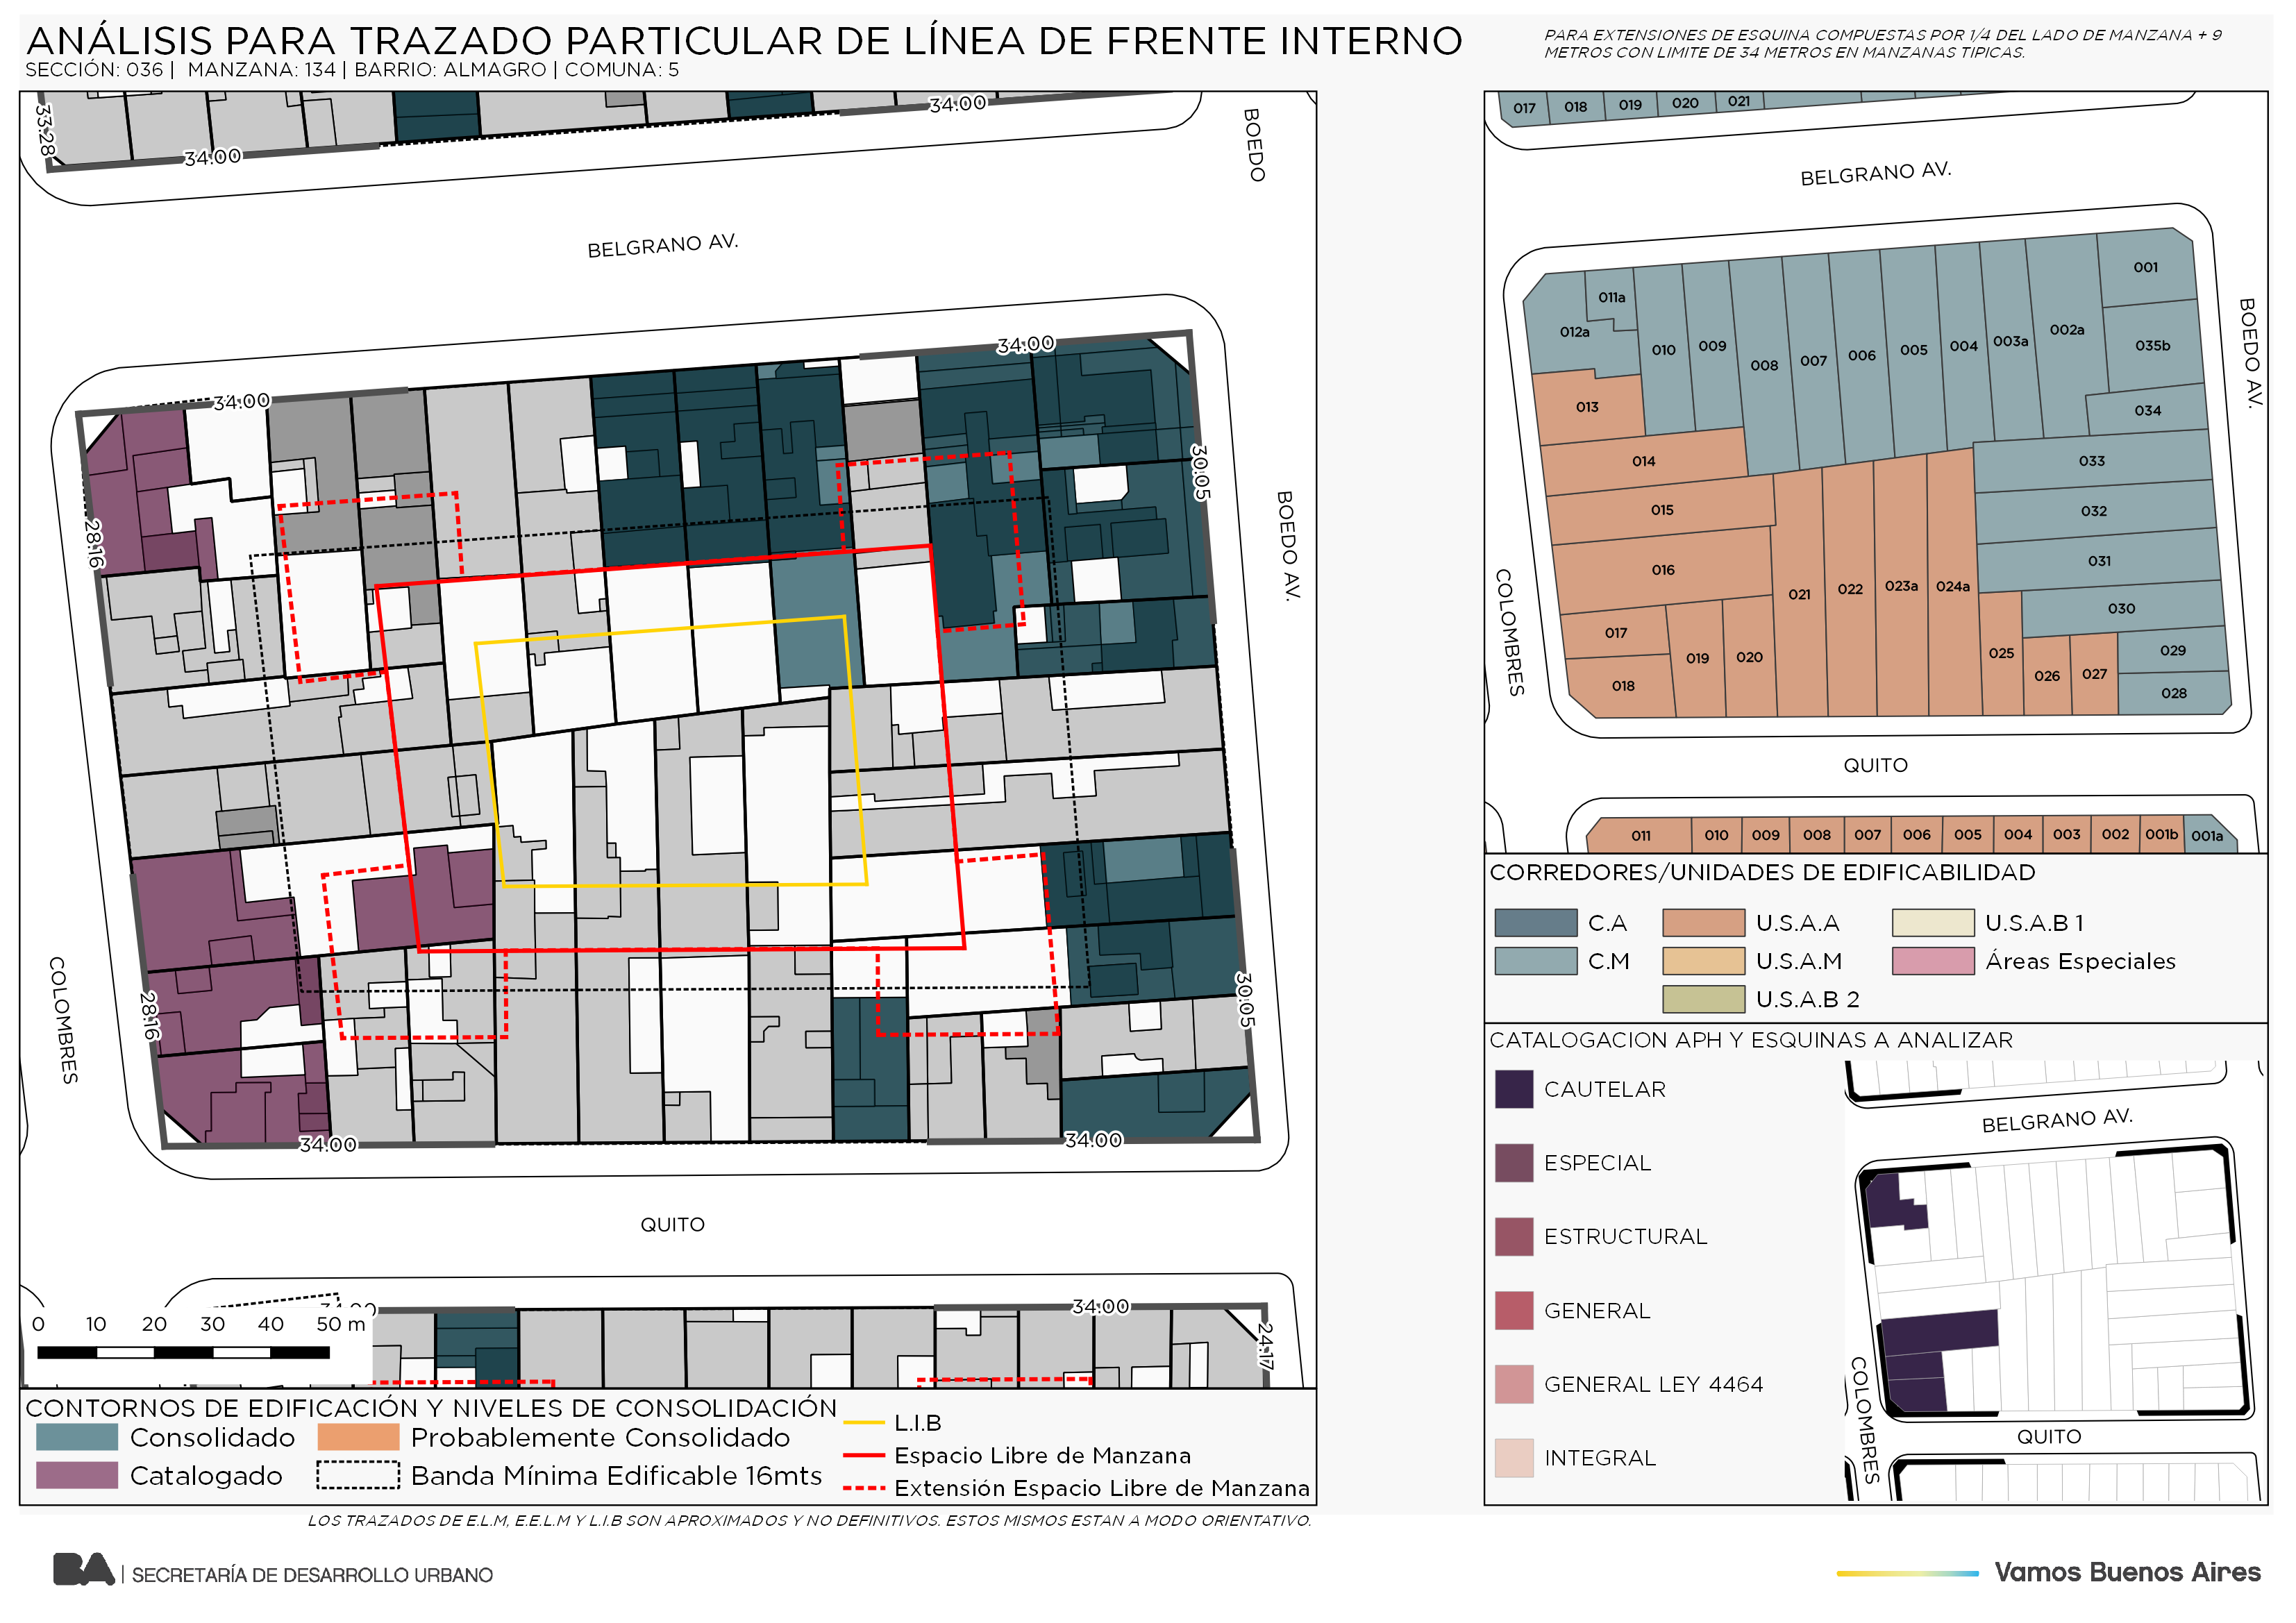 ANÁLISIS PARA TRAZADO PARTICULAR DE LÍNEA DE FRENTE INTERNO
SECCIÓN: 036 | MANZANA: 134 | BARRIO: ALMAGRO | COMUNA: 5
PARA EXTENSIONES DE ESQUINA COMPUESTAS POR 1/4 DEL LADO DE MANZANA + 9
METROS CON LIMITE DE 34 METROS EN MANZANAS TIPICAS.
33.28
34.00
34.00
BOEDO
BELGRANO AV.
34.00
34.00
28.16
30.05
BOEDO AV.
COLOMBRES
28.16
30.05
34.00
34.00
QUITO
34.00
34.00
24.17
0 10 20 30 40 50 m
CONTORNOS DE EDIFICACIÓN Y NIVELES DE CONSOLIDACIÓN
Consolidado
Probablemente Consolidado
Catalogado
Banda Mínima Edificable 16mts
L.I.B
Espacio Libre de Manzana
Extensión Espacio Libre de Manzana
LOS TRAZADOS DE E.L.M, E.E.L.M Y L.I.B SON APROXIMADOS Y NO DEFINITIVOS. ESTOS MISMOS ESTAN A MODO ORIENTATIVO.
017 018 019 020 021
BELGRANO AV.
001
011a
012a
010
009
008
007
006
005
004
003a
002a
035b
034
013
014
033
015
032
016
031
021
022
023a
024a
030
017
019
020
025
029
018
026
027
028
BOEDO AV.
COLOMBRES
QUITO
011 010 009 008 007 006 005 004 003 002 001b 001a
CORREDORES/UNIDADES DE EDIFICABILIDAD
C.A
U.S.A.A
U.S.A.B 1
C.M
U.S.A.M
Áreas Especiales
U.S.A.B 2
CATALOGACION APH Y ESQUINAS A ANALIZAR
CAUTELAR
ESPECIAL
ESTRUCTURAL
GENERAL
GENERAL LEY 4464
INTEGRAL
BELGRANO AV.
COLOMBRES
QUITO
BA | SECRETARÍA DE DESARROLLO URBANO
Vamos Buenos Aires